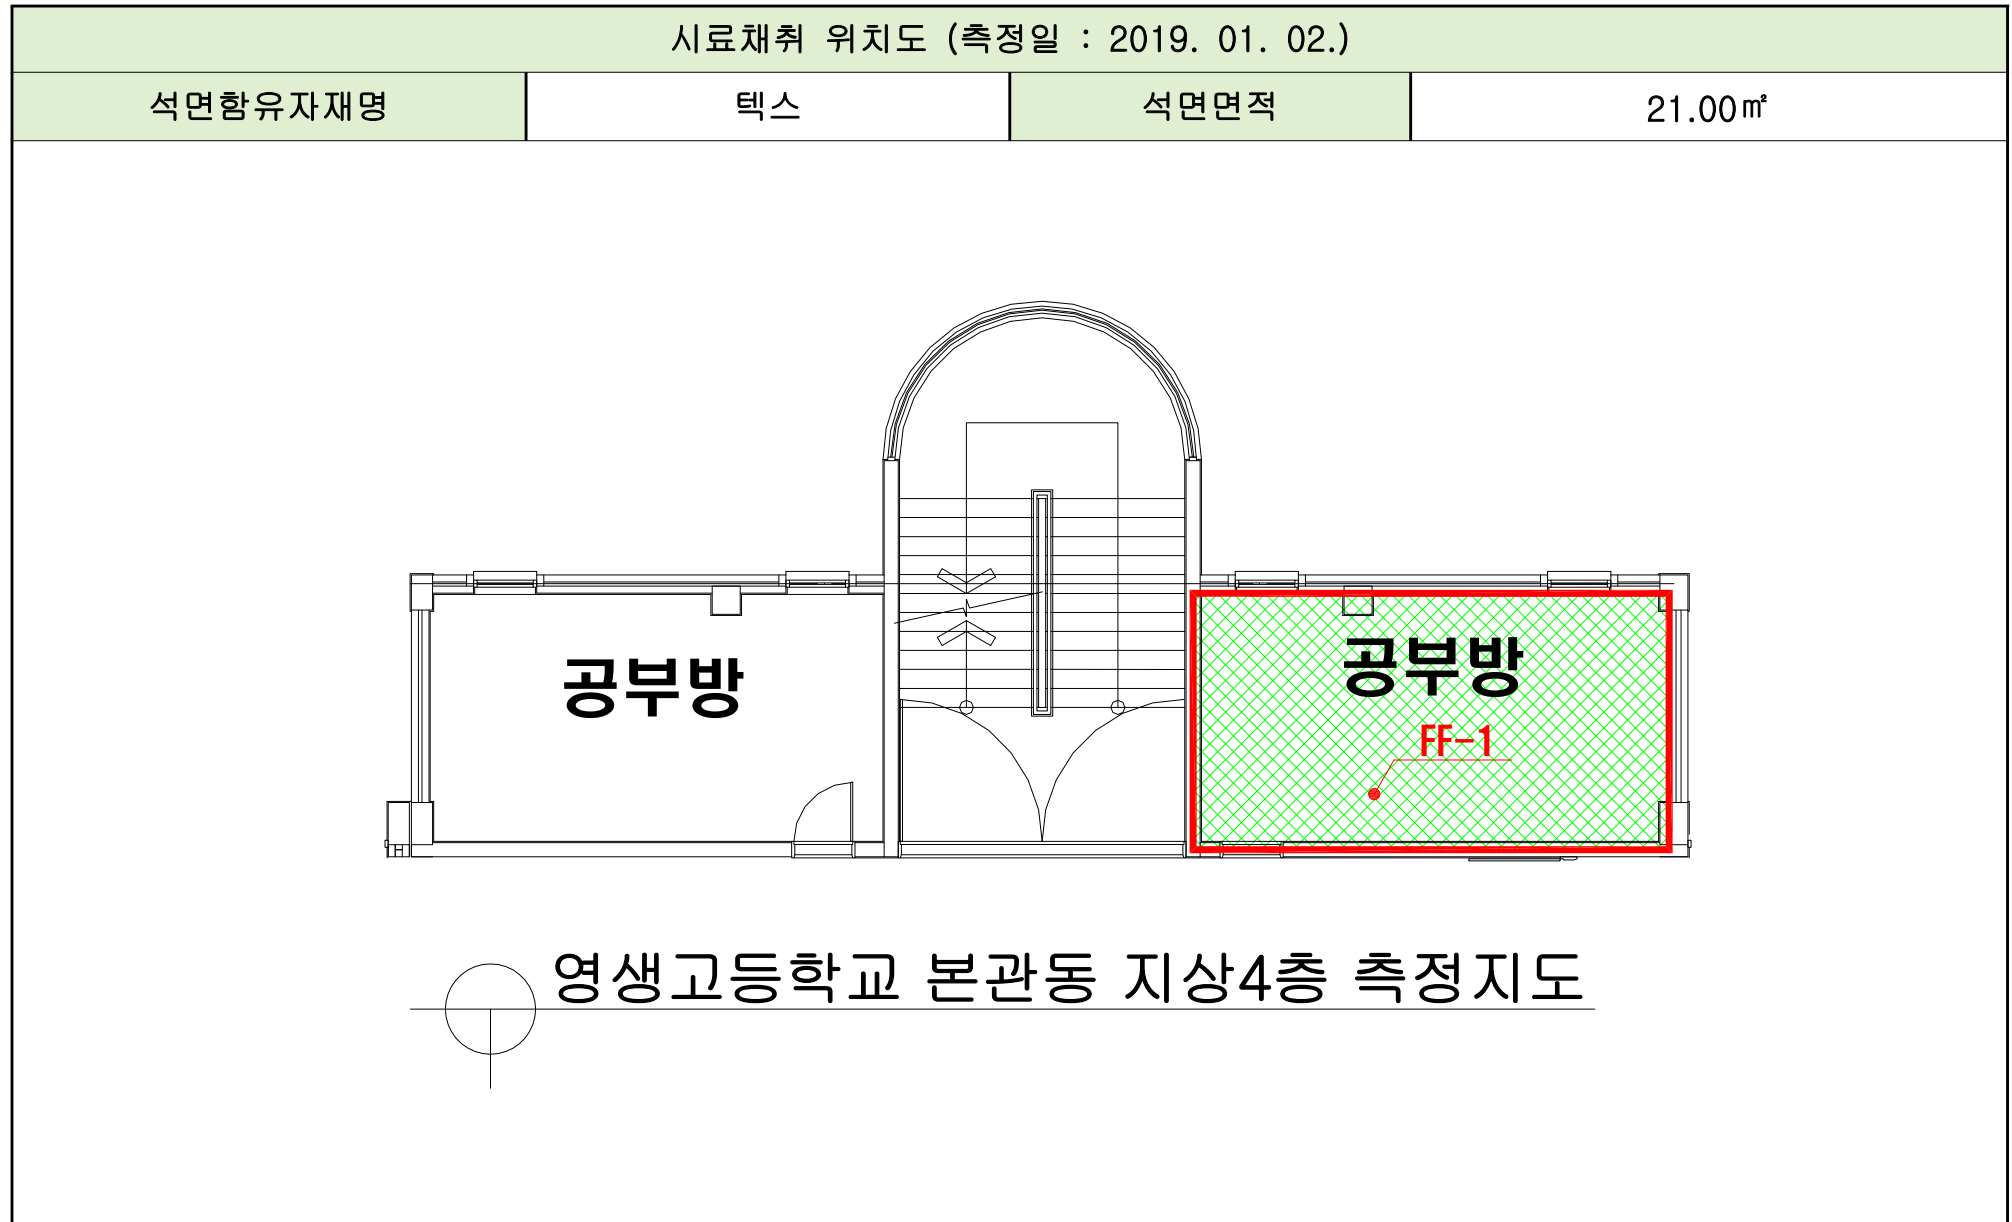 시료채취 위치도 (측정일 : 2019. 01. 02.)
석면함유자재명 텍스 석면면적 21.00㎡
공부방 공부방
FF-1
영생고등학교 본관동 지상4층 측정지도